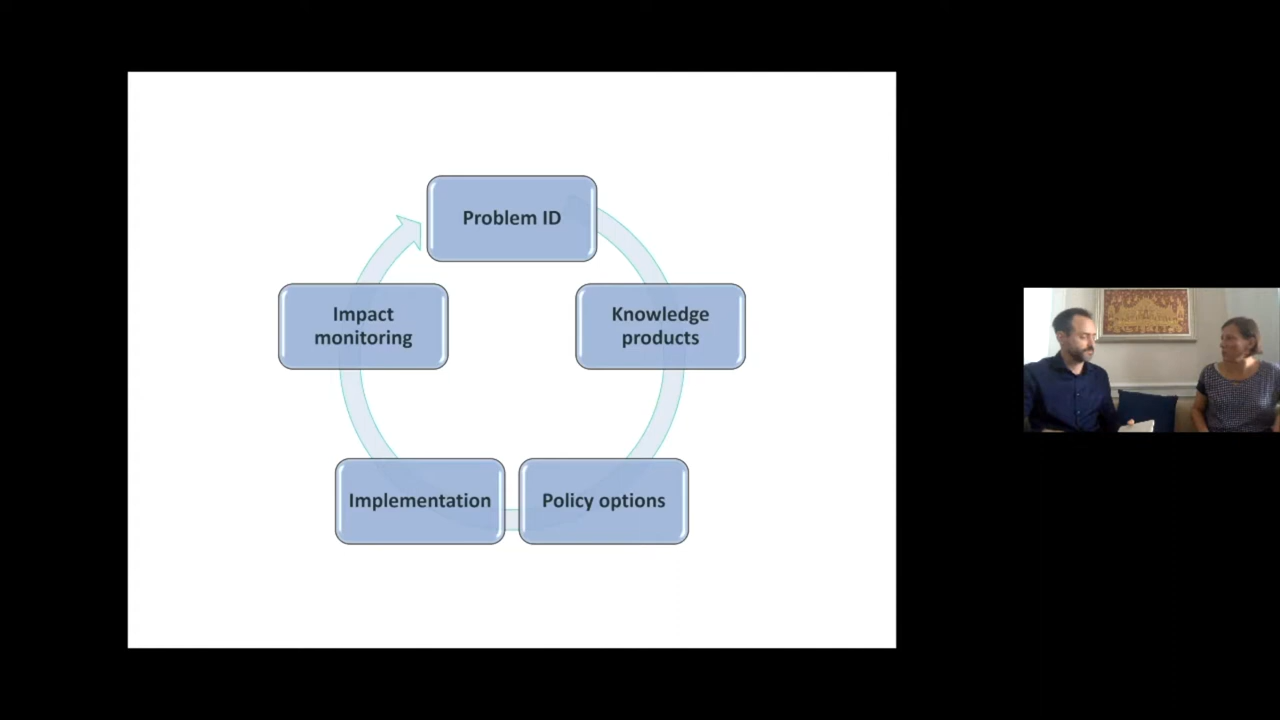 Problem ID
Knowledge
products
Policy options
Implementation
Impact
monitoring